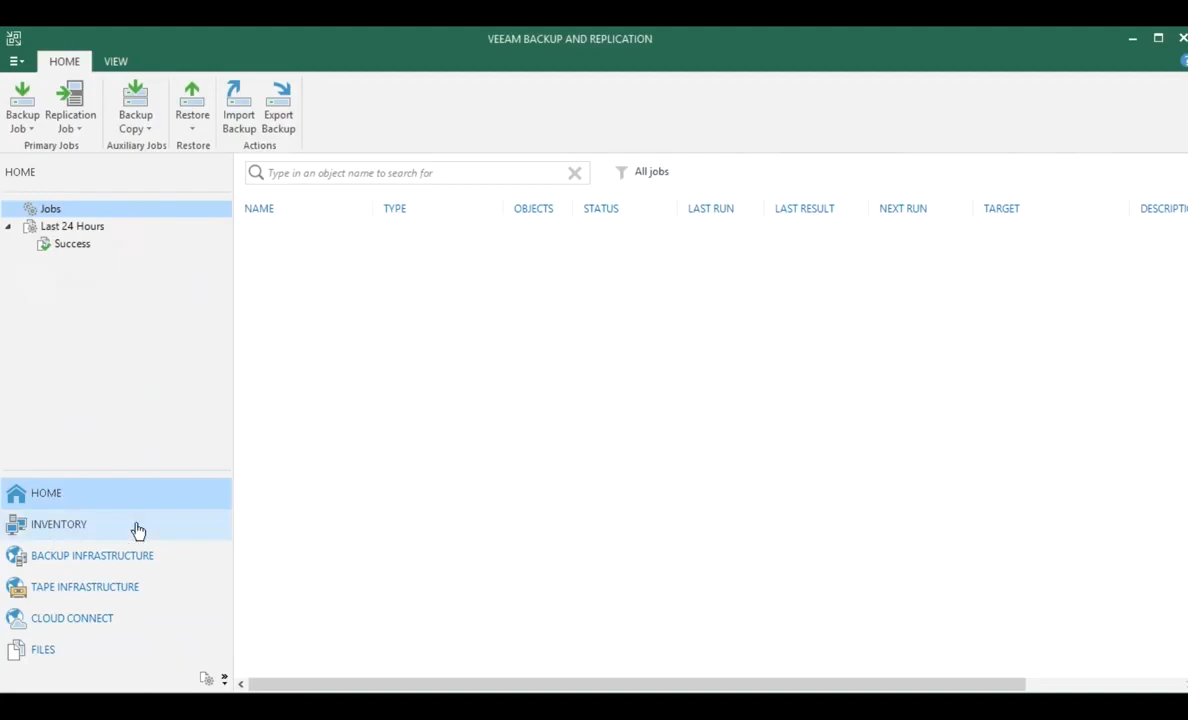 VEEAM BACKUP AND REPLICATION
HOME VIEW
Backup Job Replication Job Backup Copy Restore Import Backup Export Backup
Primary Jobs Auxiliary Jobs Restore Actions
HOME
Type in an object name to search for
All jobs
Jobs
Last 24 Hours
Success
NAME TYPE OBJECTS STATUS LAST RUN LAST RESULT NEXT RUN TARGET DESCRIPTI
HOME
INVENTORY
BACKUP INFRASTRUCTURE
TAPE INFRASTRUCTURE
CLOUD CONNECT
FILES